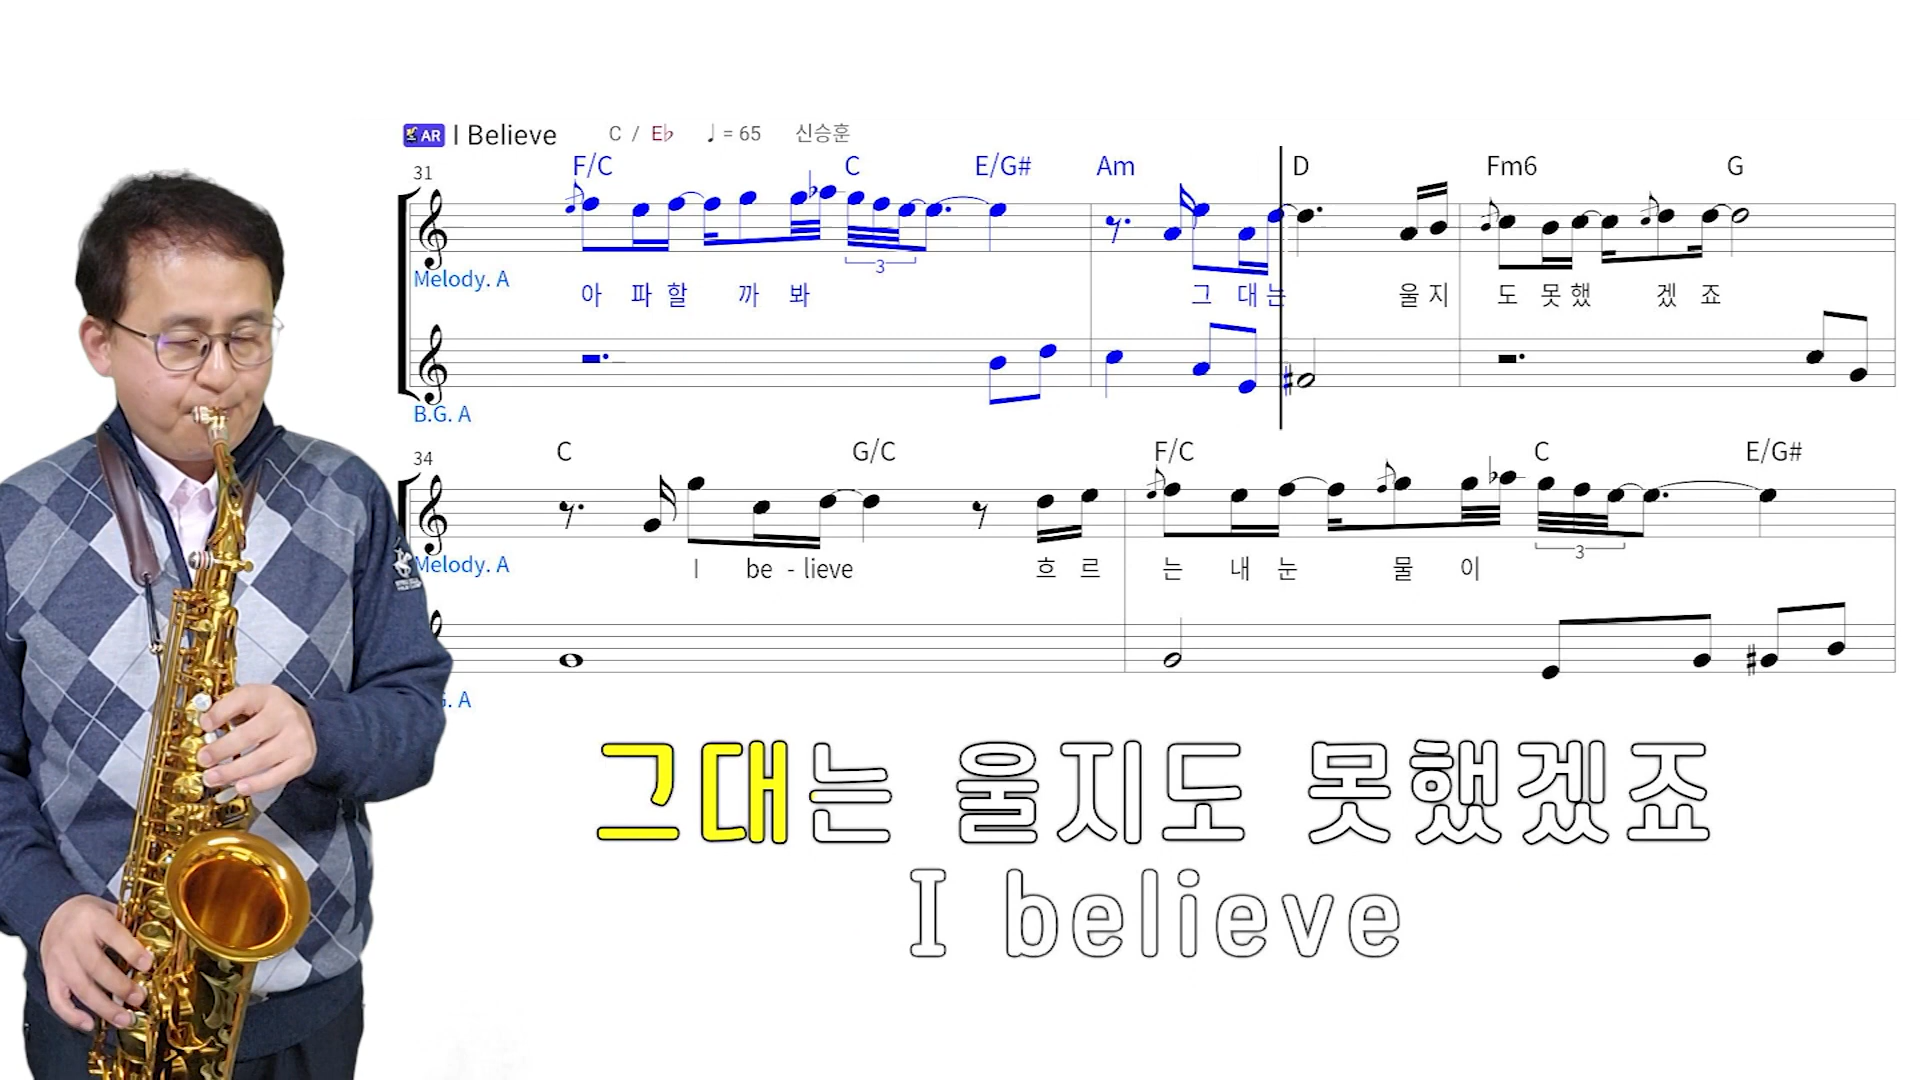 AR I Believe C / E♭ ♩= 65 신승훈
31 F/C C E/G# Am D Fm6 G
3
Melody. A
아 파 할 까 봐 그 대 는 울 지 도 못 했 겠 죠
B.G. A
34 C G/C F/C C E/G#
3
Melody. A
I be - lieve 흐 르 는 내 눈 물 이
G. A
그대는 울지도 못했겠죠
I believe